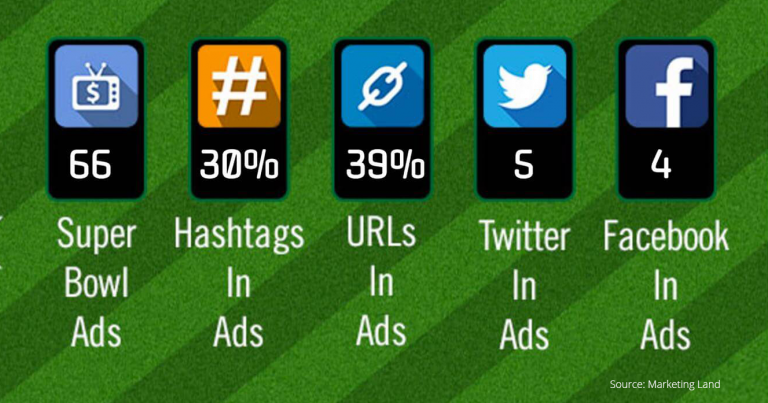 $
#
66
30%
39%
5
4
Super
Bowl
Ads
Hashtags
In
Ads
URLs
In
Ads
Twitter
In
Ads
Facebook
In
Ads
Source: Marketing Land